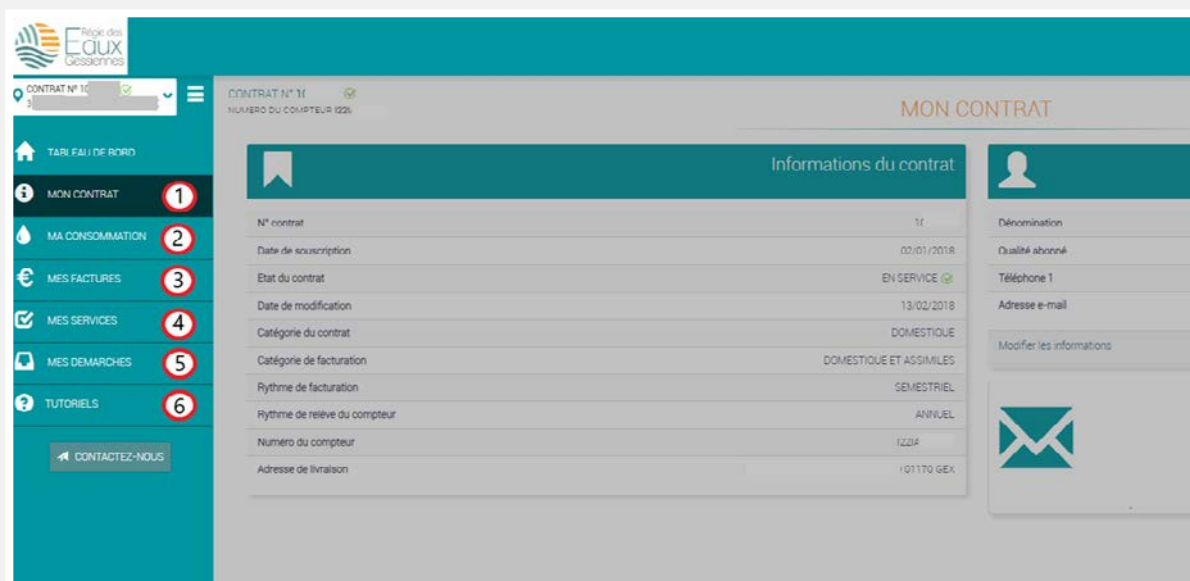 Régie des
Eaux
Gessiennes
CONTRAT N° 10
3
CONTRAT N° 1(
NUMERO DU COMPTEUR I22IA
MON CONTRAT
TABLEAU DE BORD
MON CONTRAT 1
MA CONSOMMATION 2
MES FACTURES 3
MES SERVICES 4
MES DEMARCHES 5
TUTORIELS 6
CONTACTEZ-NOUS
Informations du contrat
N° contrat
Date de souscription 02/01/2018
Etat du contrat EN SERVICE
Date de modification 13/02/2018
Catégorie du contrat DOMESTIQUE
Catégorie de facturation DOMESTIQUE ET ASSIMILES
Rythme de facturation SEMESTRIEL
Rythme de relève du compteur ANNUEL
Numéro du compteur I22IA
Adresse de livraison 01170 GEX
Dénomination
Qualité abonné
Téléphone 1
Adresse e-mail
Modifier les informations